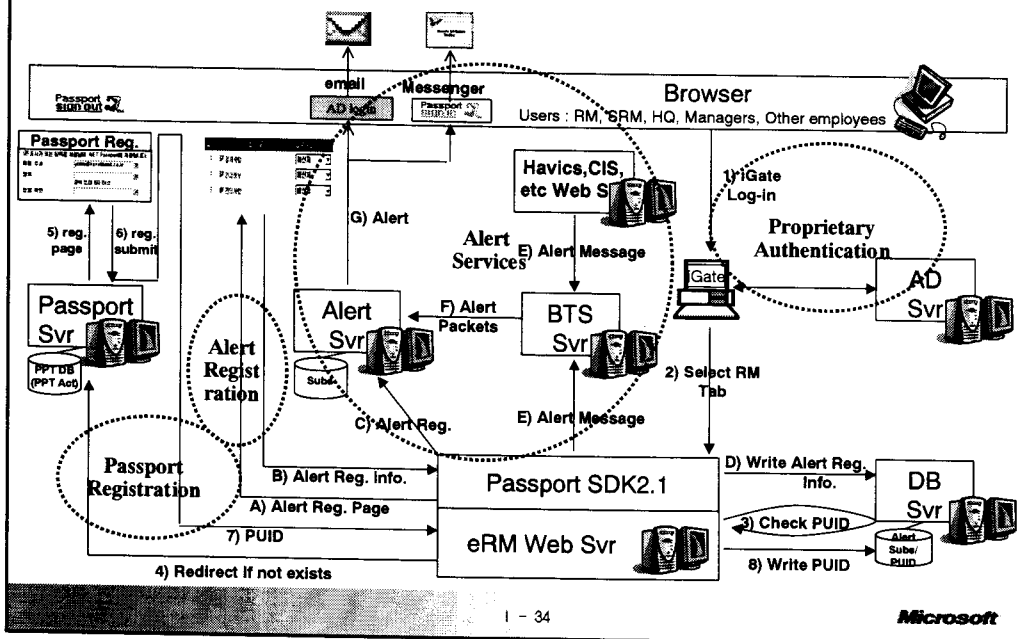 email
Messenger
Browser
Users : RM, SRM, HQ, Managers, Other employees
Passport
sign out
AD login
Passport
Passport Reg.
Havics,CIS,
etc Web S
1) iGate
Log-in
5) reg.
page
6) reg.
submit
G) Alert
Alert
Services
E) Alert Message
Proprietary
Authentication
iGate
Passport
Svr
Alert
Svr
F) Alert
Packets
BTS
Svr
AD
Svr
PPT DB
(PPT Act)
Subs
Alert
Regist
ration
2) Select RM
Tab
C) Alert Reg.
E) Alert Message
Passport
Registration
B) Alert Reg. Info.
A) Alert Reg. Page
7) PUID
4) Redirect if not exists
Passport SDK2.1
eRM Web Svr
D) Write Alert Reg.
Info.
3) Check PUID
8) Write PUID
DB
Svr
Alert
Subs/
PUID
I - 34
Microsoft